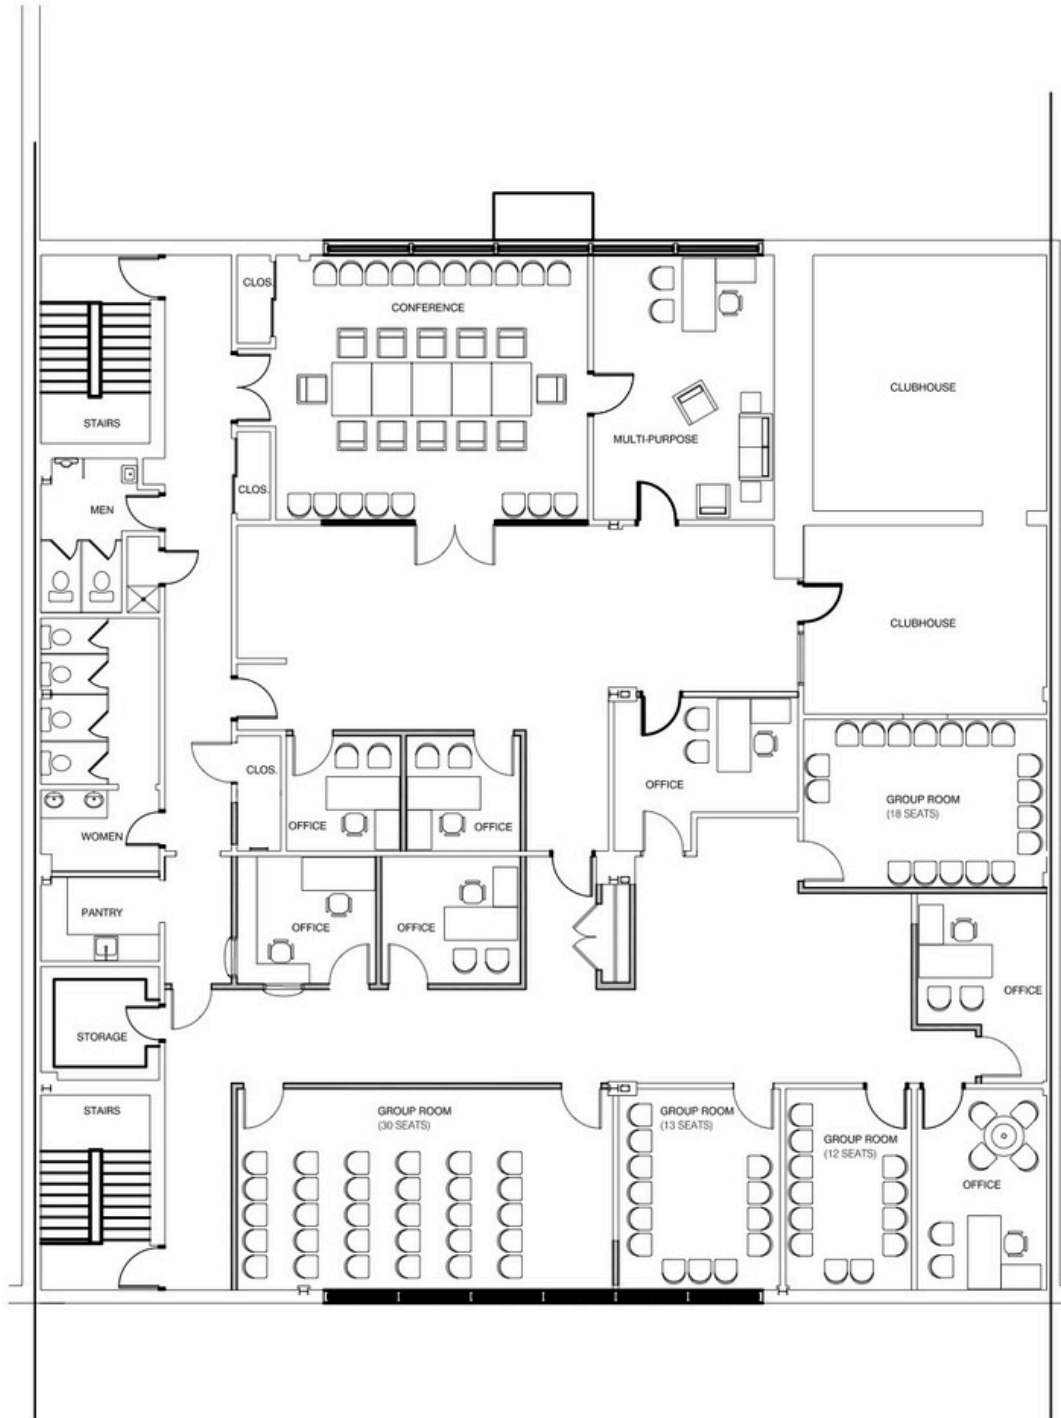 CLOS.
CONFERENCE
CLUBHOUSE
STAIRS
MULTI-PURPOSE
CLOS.
MEN
CLUBHOUSE
CLOS.
OFFICE
GROUP ROOM
(18 SEATS)
OFFICE
OFFICE
WOMEN
PANTRY
OFFICE
OFFICE
OFFICE
STORAGE
STAIRS
GROUP ROOM
(30 SEATS)
GROUP ROOM
(13 SEATS)
GROUP ROOM
(12 SEATS)
OFFICE